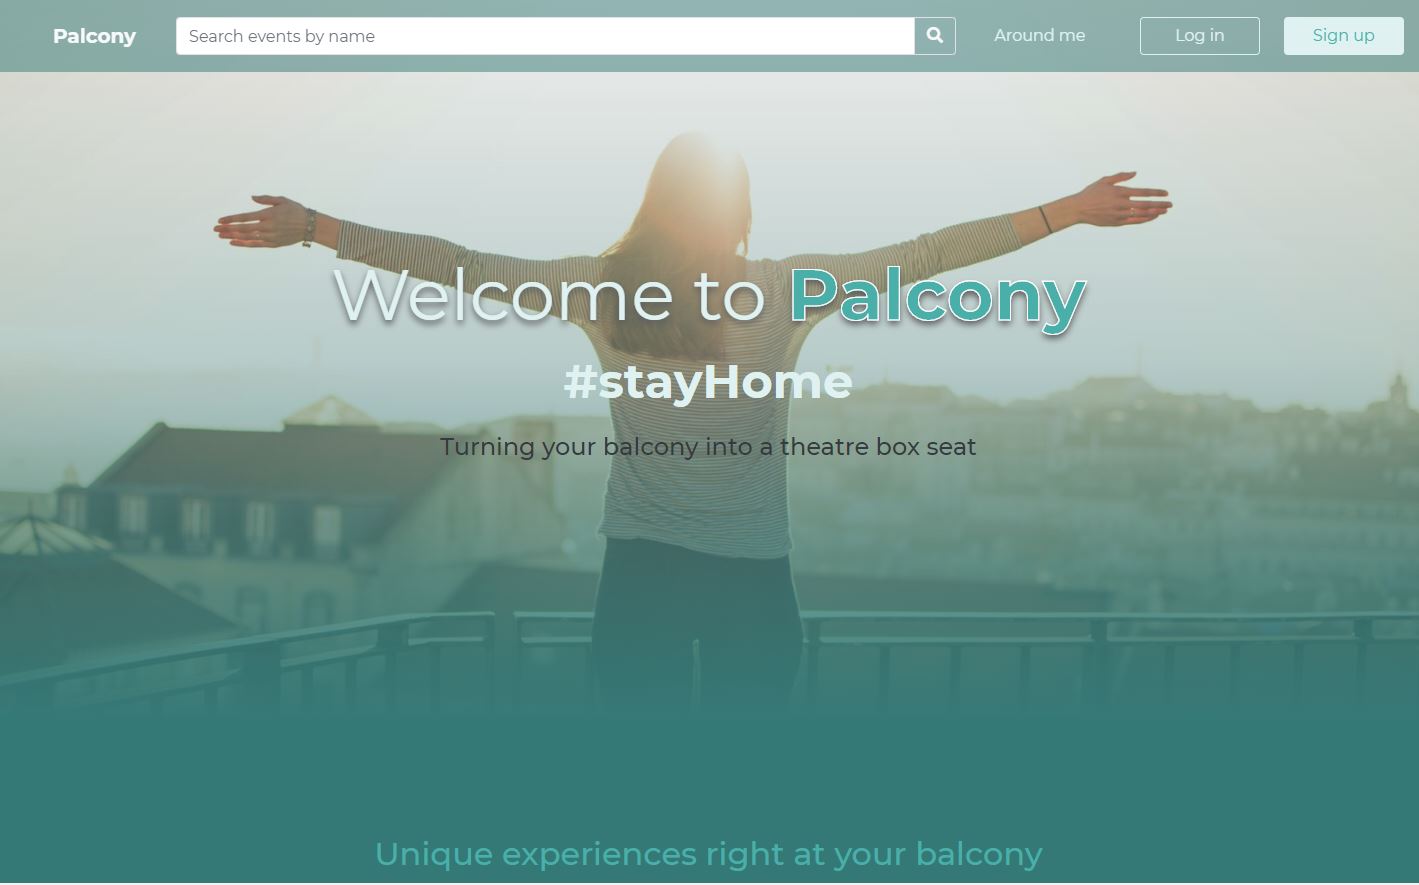 Palcony
Search events by name
Around me
Log in
Sign up
Welcome to Palcony
#stayHome
Turning your balcony into a theatre box seat
Unique experiences right at your balcony